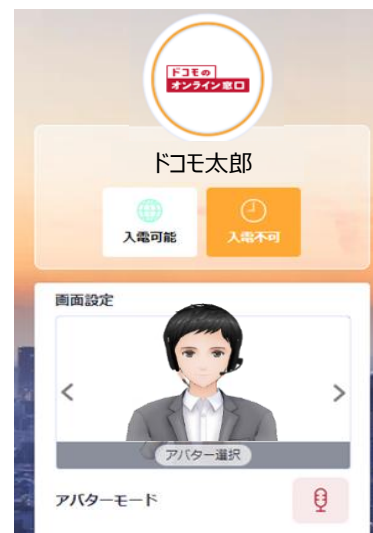 ドコモの
オンライン窓口
ドコモ太郎
入電可能
入電不可
画面設定
アバター選択
アバターモード